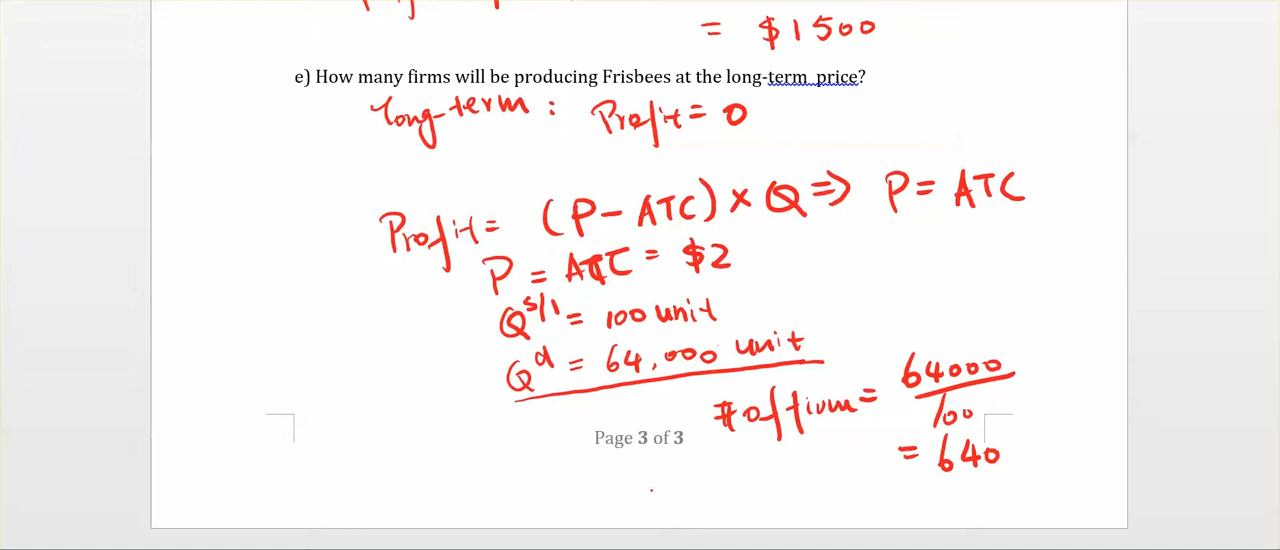 = $1500
e) How many firms will be producing Frisbees at the long-term price?
long-term : Profit = 0
Profit = (P - ATC) × Q ⇒ P = ATC
P = ATC = $2
Q^s/1 = 100 unit
Q^d = 64,000 unit
# of firm = 64000 / 100
Page 3 of 3
= 640